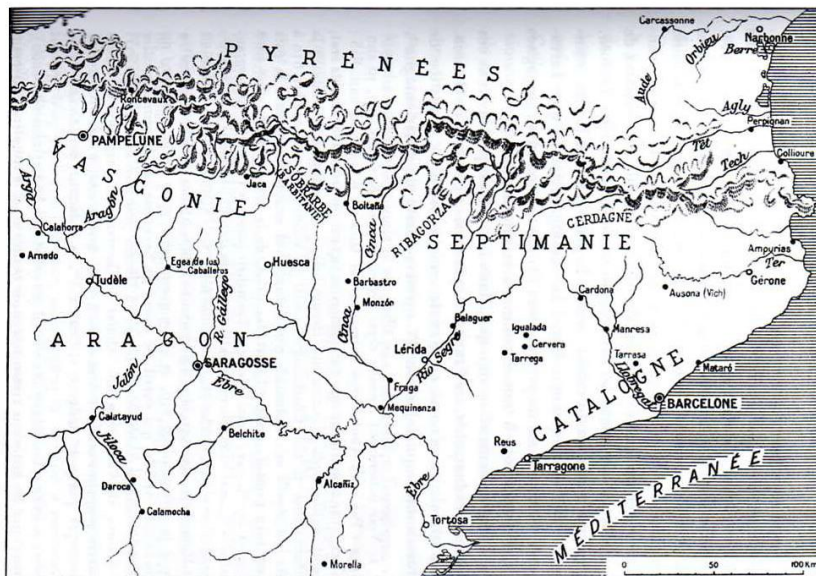 Carcassonne
Narbonne
Orbieu
Berre
Aude
PYRÉNÉES
Roncevaux
Agly
Perpignan
PAMPELUNE
Têt
Collioure
Tech
VASCONIE
Jaca
SOBRARBE
Arga
Aragón
Boltaña
Cinca
RIBAGORZA
CERDAGNE
Calahorra
SEPTIMANIE
Ampurias
Arnedo
Egea de los
Caballeros
Huesca
Ter
Gérone
Tudèle
R. Gállego
Barbastro
Cardona
Ausona (Vich)
Monzón
ARAGON
Cinca
Balaguer
Igualada
Manresa
Cervera
Lérida
Tarrega
Tarrasa
SARAGOSSE
Río Segre
Mataró
Jalón
Èbre
Fraga
Llobregat
CATALOGNE
BARCELONE
Mequinenza
Calatayud
Belchite
Jiloca
Reus
Tarragone
Daroca
Alcañiz
Èbre
Calamocha
Tortosa
MÉDITERRANÉE
Morella
0 50 100 Km